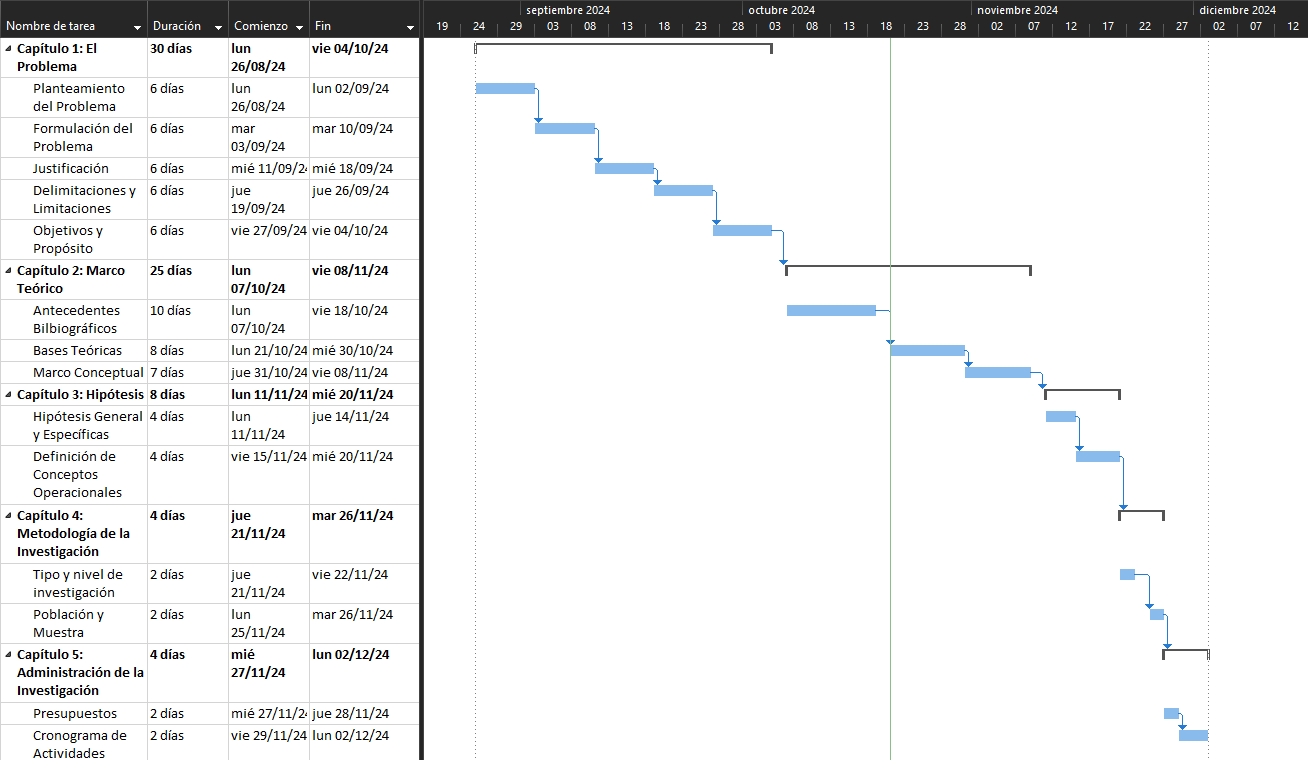 septiembre 2024 octubre 2024 noviembre 2024 diciembre 2024
Nombre de tarea Duración Comienzo Fin 19 24 29 03 08 13 18 23 28 03 08 13 18 23 28 02 07 12 17 22 27 02 07 12
Capítulo 1: El 30 días lun vie 04/10/24
Problema 26/08/24
Planteamiento 6 días lun lun 02/09/24
del Problema 26/08/24
Formulación del 6 días mar mar 10/09/24
Problema 03/09/24
Justificación 6 días mié 11/09/24 mié 18/09/24
Delimitaciones y 6 días jue jue 26/09/24
Limitaciones 19/09/24
Objetivos y 6 días vie 27/09/24 vie 04/10/24
Propósito
Capítulo 2: Marco 25 días lun vie 08/11/24
Teórico 07/10/24
Antecedentes 10 días lun vie 18/10/24
Bilbiográficos 07/10/24
Bases Teóricas 8 días lun 21/10/24 mié 30/10/24
Marco Conceptual 7 días jue 31/10/24 vie 08/11/24
Capítulo 3: Hipótesis 8 días lun 11/11/24 mié 20/11/24
Hipótesis General 4 días lun jue 14/11/24
y Específicas 11/11/24
Definición de 4 días vie 15/11/24 mié 20/11/24
Conceptos
Operacionales
Capítulo 4: 4 días jue mar 26/11/24
Metodología de la 21/11/24
Investigación
Tipo y nivel de 2 días jue vie 22/11/24
investigación 21/11/24
Población y 2 días lun mar 26/11/24
Muestra 25/11/24
Capítulo 5: 4 días mié lun 02/12/24
Administración de la 27/11/24
Investigación
Presupuestos 2 días mié 27/11/24 jue 28/11/24
Cronograma de 2 días vie 29/11/24 lun 02/12/24
Actividades